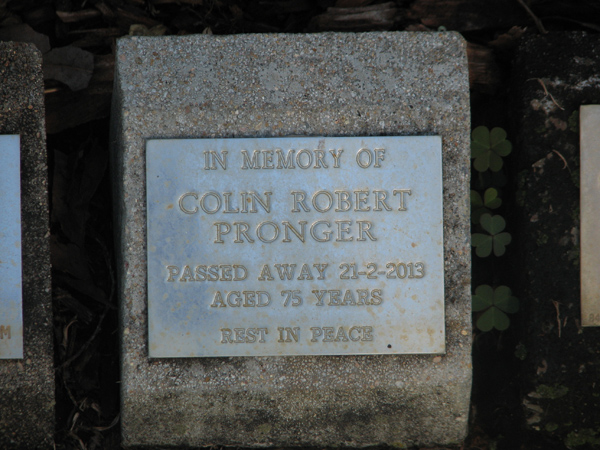 IN MEMORY OF
COLIN ROBERT
PRONGER
PASSED AWAY 21-2-2013
AGED 75 YEARS
REST IN PEACE
M